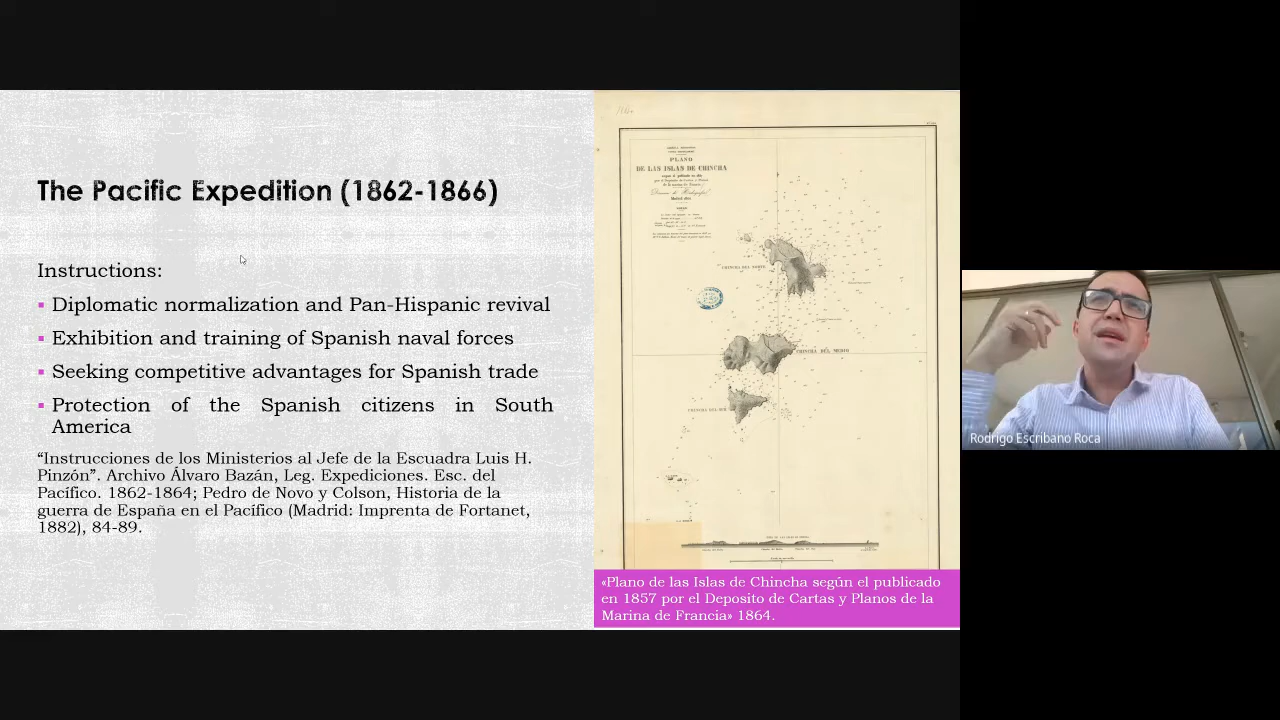 The Pacific Expedition (1862-1866)
Instructions:
Diplomatic normalization and Pan-Hispanic revival
Exhibition and training of Spanish naval forces
Seeking competitive advantages for Spanish trade
Protection of the Spanish citizens in South
America
“Instrucciones de los Ministerios al Jefe de la Escuadra Luis H.
Pinzón”. Archivo Álvaro Bazán, Leg. Expediciones. Esc. del
Pacífico. 1862-1864; Pedro de Novo y Colson, Historia de la
guerra de España en el Pacífico (Madrid: Imprenta de Fortanet,
1882), 84-89.
PLANO
DE LAS ISLAS DE CHINCHA
CHINCHA DEL NORTE
CHINCHA DEL MEDIO
CHINCHA DEL SUR
«Plano de las Islas de Chincha según el publicado
en 1857 por el Deposito de Cartas y Planos de la
Marina de Francia» 1864.
Rodrigo Escribano Roca